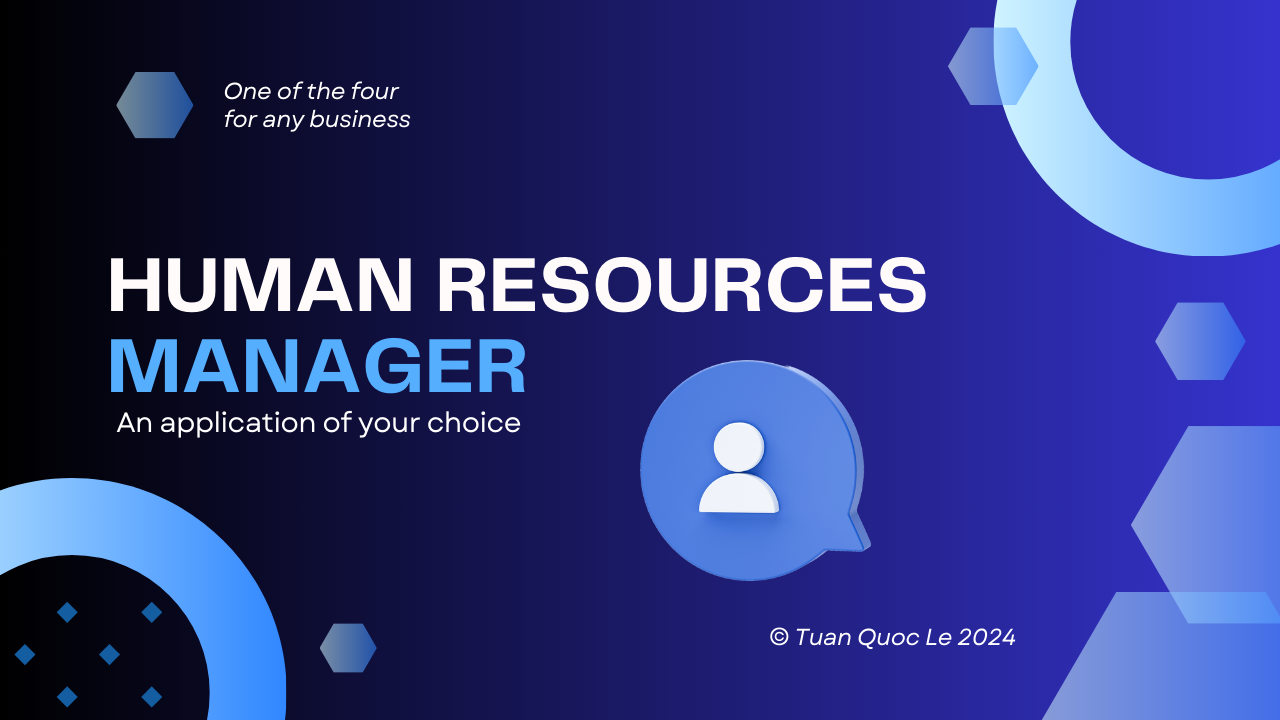 One of the four
for any business
HUMAN RESOURCES
MANAGER
An application of your choice
© Tuan Quoc Le 2024